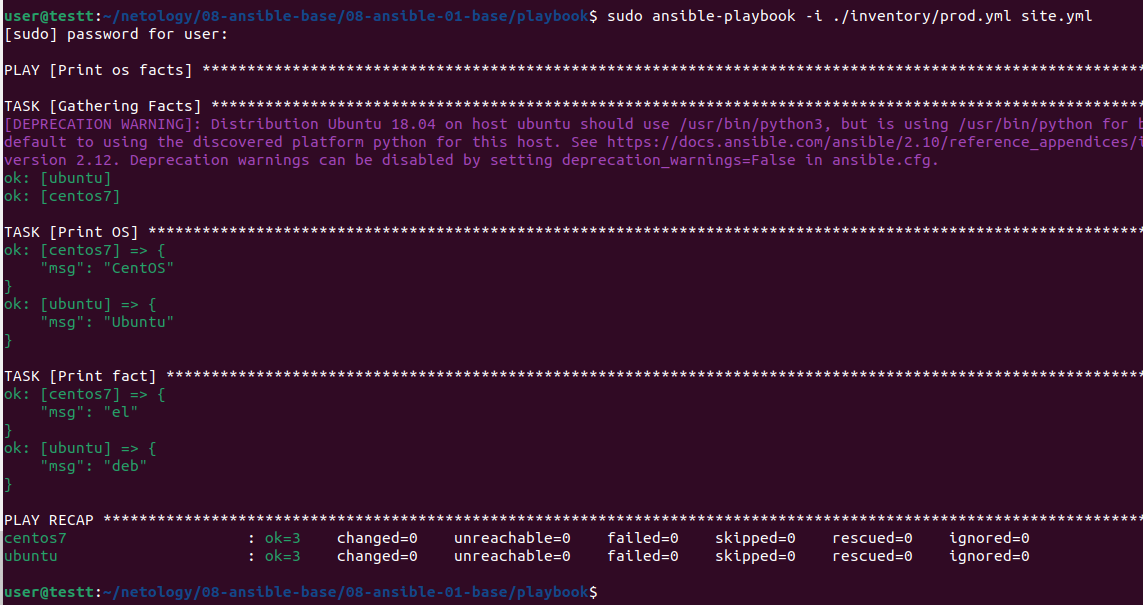 user@testt:~/netology/08-ansible-base/08-ansible-01-base/playbook$ sudo ansible-playbook -i ./inventory/prod.yml site.yml
[sudo] password for user:
PLAY [Print os facts] ********************************************************************************************************
TASK [Gathering Facts] *******************************************************************************************************
[DEPRECATION WARNING]: Distribution Ubuntu 18.04 on host ubuntu should use /usr/bin/python3, but is using /usr/bin/python for
default to using the discovered platform python for this host. See https://docs.ansible.com/ansible/2.10/reference_appendices/
version 2.12. Deprecation warnings can be disabled by setting deprecation_warnings=False in ansible.cfg.
ok: [ubuntu]
ok: [centos7]
TASK [Print OS] **************************************************************************************************************
ok: [centos7] => {
    "msg": "CentOS"
}
ok: [ubuntu] => {
    "msg": "Ubuntu"
}
TASK [Print fact] ************************************************************************************************************
ok: [centos7] => {
    "msg": "el"
}
ok: [ubuntu] => {
    "msg": "deb"
}
PLAY RECAP *******************************************************************************************************************
centos7                    : ok=3    changed=0    unreachable=0    failed=0    skipped=0    rescued=0    ignored=0
ubuntu                     : ok=3    changed=0    unreachable=0    failed=0    skipped=0    rescued=0    ignored=0
user@testt:~/netology/08-ansible-base/08-ansible-01-base/playbook$